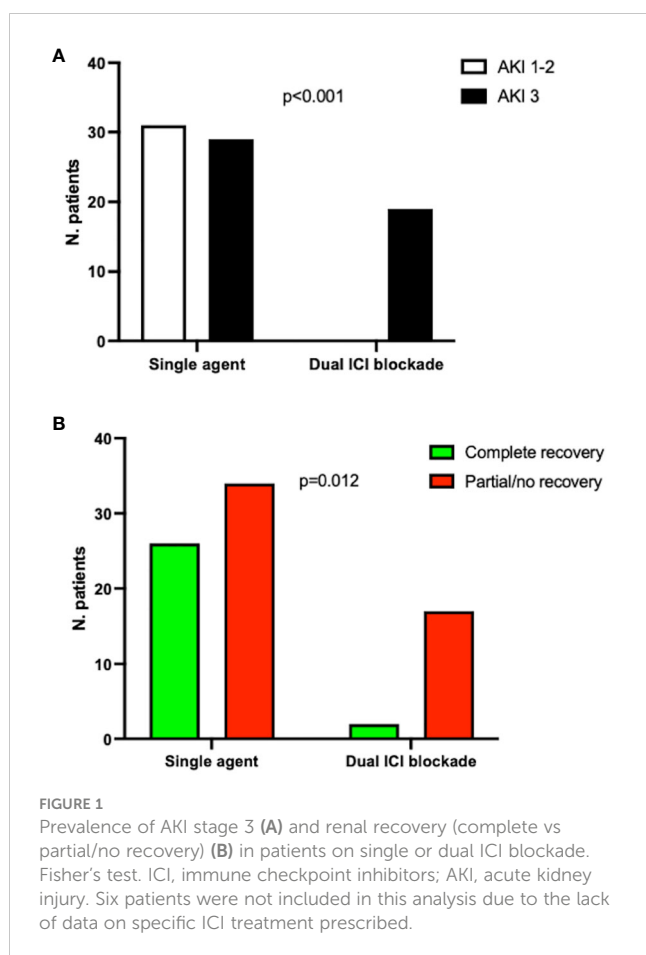 A
40
30
20
10
0
N. patients
p<0.001
AKI 1-2
AKI 3
Single agent
Dual ICI blockade
B
40
30
20
10
0
N. patients
p=0.012
Complete recovery
Partial/no recovery
Single agent
Dual ICI blockade
FIGURE 1
Prevalence of AKI stage 3 (A) and renal recovery (complete vs
partial/no recovery) (B) in patients on single or dual ICI blockade.
Fisher's test. ICI, immune checkpoint inhibitors; AKI, acute kidney
injury. Six patients were not included in this analysis due to the lack
of data on specific ICI treatment prescribed.